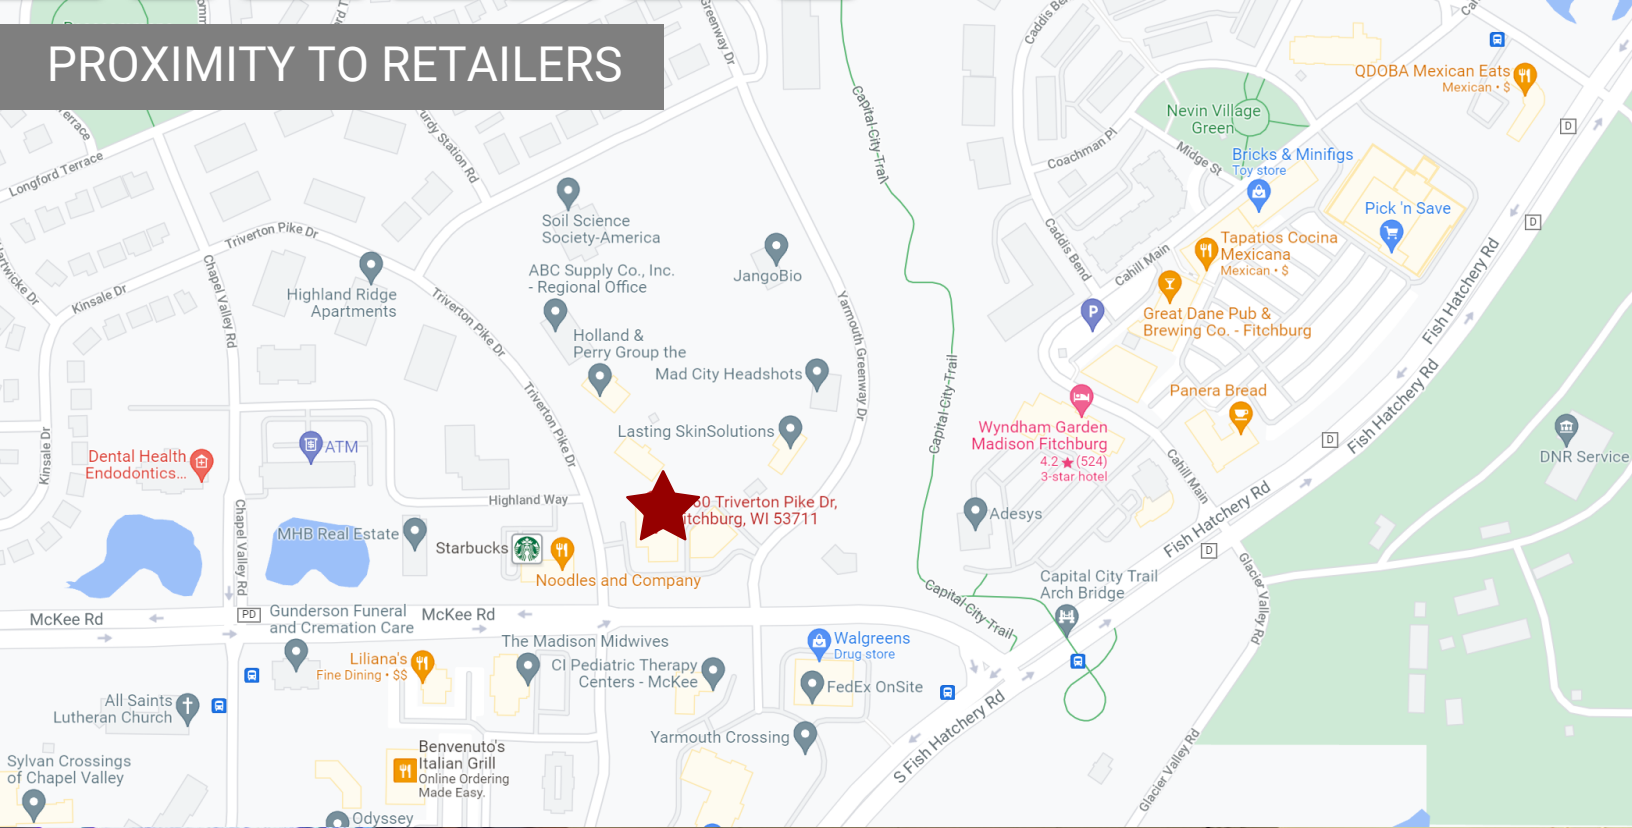 PROXIMITY TO RETAILERS
Greenway Dr
Caddis Be
QDOBA Mexican Eats
Mexican • $
Capital City Trail
Nevin Village
Green
D
Coachman Pl
Midge St
Bricks & Minifigs
Toy store
Longford Terrace
Soil Science
Society-America
Pick 'n Save
D
Triverton Pike Dr
Tapatios Cocina
Mexicana
Mexican • $
Caddis Bend
Cahill Main
JangoBio
ABC Supply Co., Inc.
- Regional Office
Highland Ridge
Apartments
Kinsale Dr
Chapel Valley Rd
Triverton Pike Dr
Yarmouth Greenway Dr
P
Great Dane Pub &
Brewing Co. - Fitchburg
Fish Hatchery Rd
Holland &
Perry Group the
Mad City Headshots
Capital City Trail
Panera Bread
Fish Hatchery Rd
Triverton Pike Dr
Lasting SkinSolutions
Wyndham Garden
Madison Fitchburg
4.2 ★ (524)
3-star hotel
D
DNR Service
Kinsale Dr
ATM
Dental Health
Endodontics...
Cahill Main
Highland Way
60 Triverton Pike Dr,
itchburg, WI 53711
Adesys
Fish Hatchery Rd
D
Chapel Valley Rd
MHB Real Estate
Starbucks
Noodles and Company
Capital City Trail
Arch Bridge
Glacier Valley Rd
McKee Rd
PD
Gunderson Funeral
and Cremation Care
McKee Rd
Capital City Trail
The Madison Midwives
Walgreens
Drug store
Liliana's
Fine Dining • $$
CI Pediatric Therapy
Centers - McKee
FedEx OnSite
All Saints
Lutheran Church
Yarmouth Crossing
S Fish Hatchery Rd
Glacier Valley Rd
Benvenuto's
Italian Grill
Online Ordering
Made Easy.
Sylvan Crossings
of Chapel Valley
Odyssey